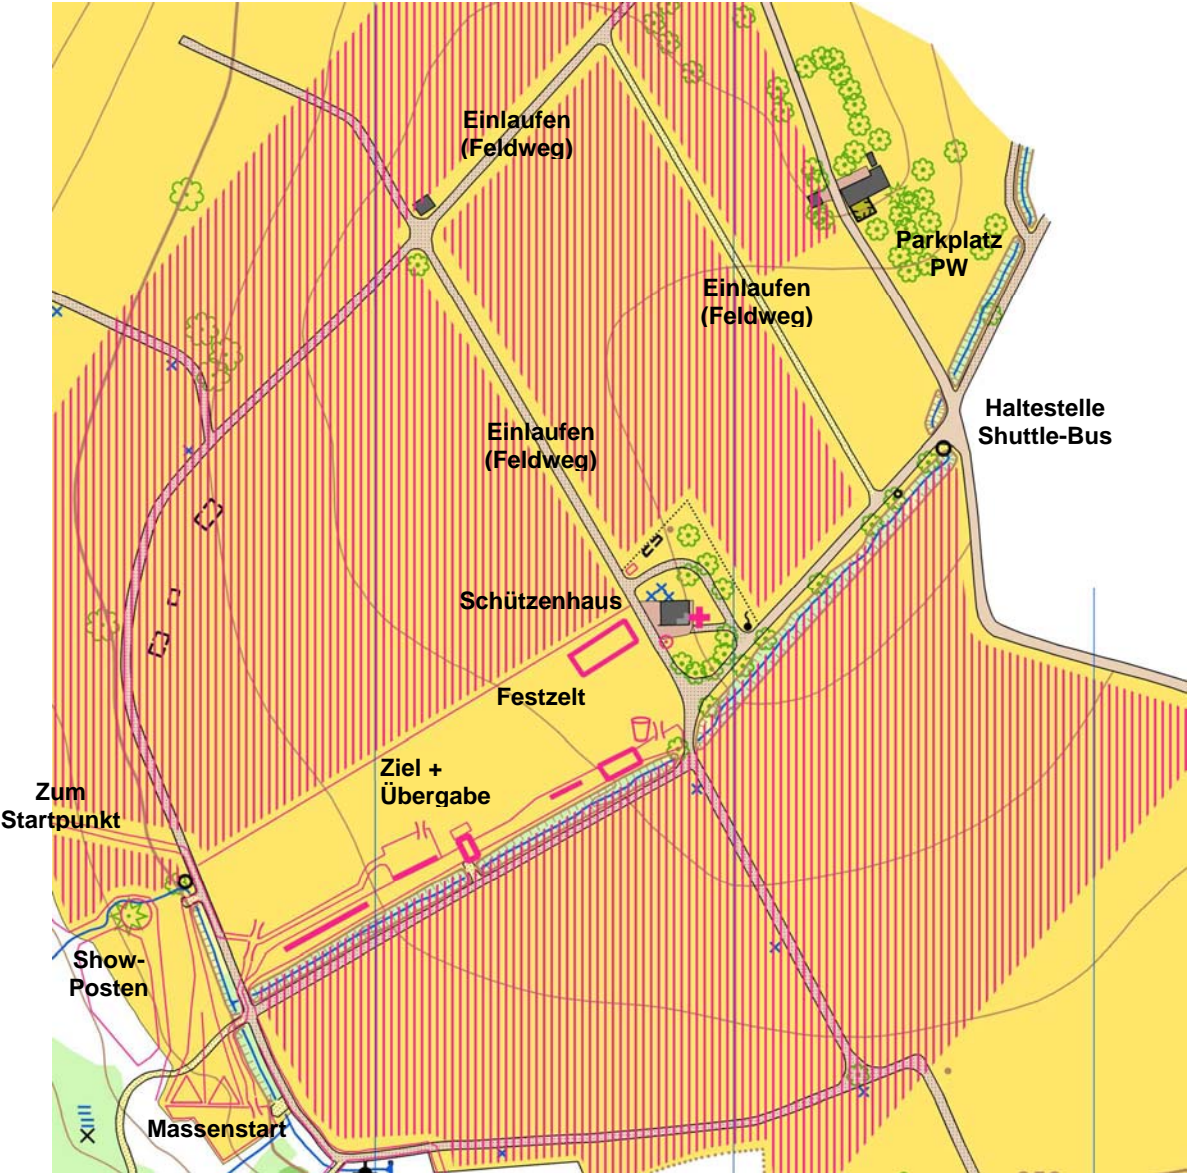 Einlaufen
(Feldweg)
Parkplatz
PW
Einlaufen
(Feldweg)
Haltestelle
Shuttle-Bus
Einlaufen
(Feldweg)
Schützenhaus
Festzelt
Ziel +
Übergabe
Zum
Startpunkt
Show-
Posten
Massenstart